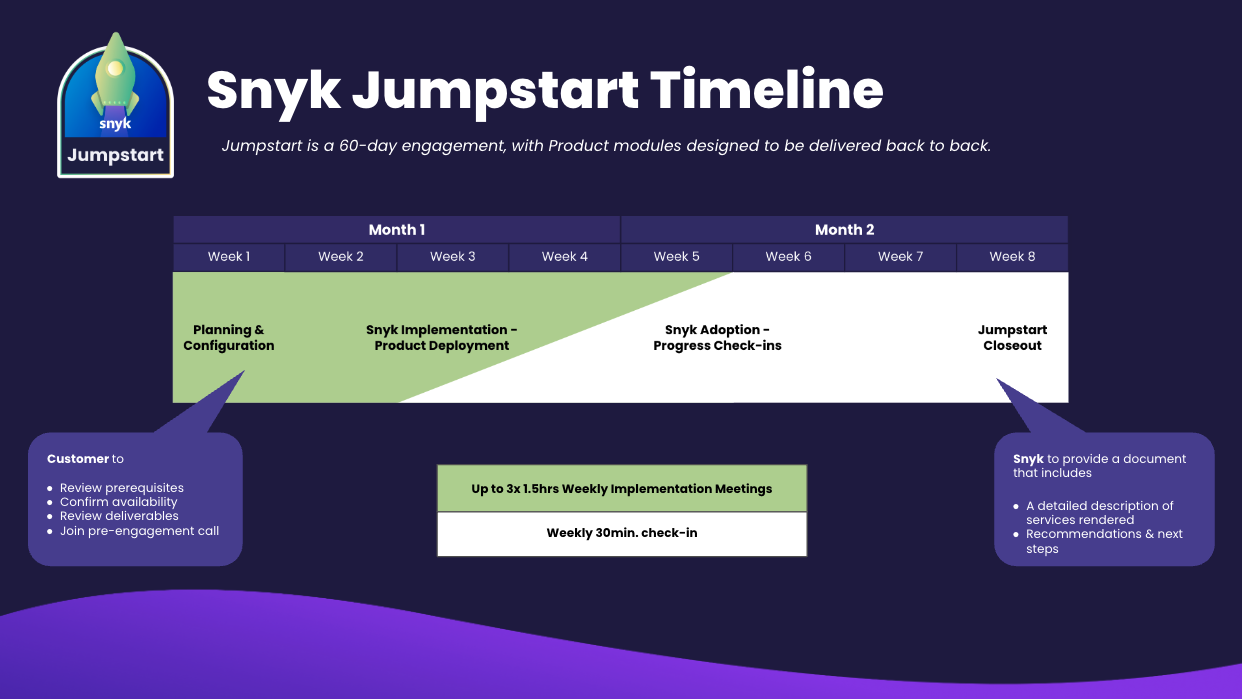 snyk
Jumpstart
Snyk Jumpstart Timeline
Jumpstart is a 60-day engagement, with Product modules designed to be delivered back to back.
Month 1
Month 2
Week 1
Week 2
Week 3
Week 4
Week 5
Week 6
Week 7
Week 8
Planning &
Configuration
Snyk Implementation -
Product Deployment
Snyk Adoption -
Progress Check-ins
Jumpstart
Closeout
Customer to
● Review prerequisites
● Confirm availability
● Review deliverables
● Join pre-engagement call
Up to 3x 1.5hrs Weekly Implementation Meetings
Weekly 30min. check-in
Snyk to provide a document
that includes
● A detailed description of
services rendered
● Recommendations & next
steps